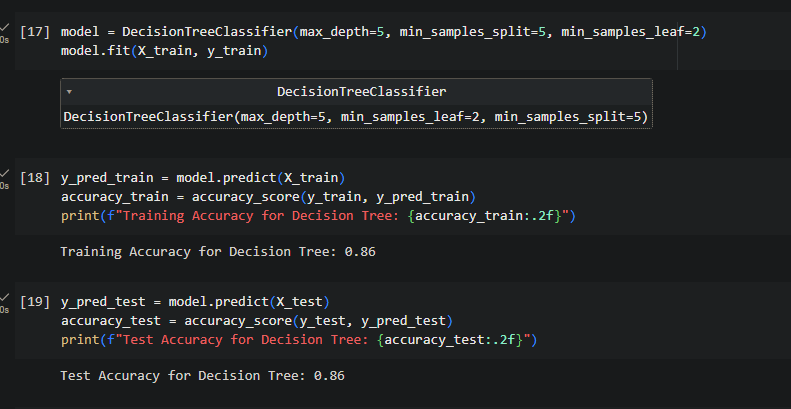 [17] model = DecisionTreeClassifier(max_depth=5, min_samples_split=5, min_samples_leaf=2)
model.fit(X_train, y_train)
DecisionTreeClassifier
DecisionTreeClassifier(max_depth=5, min_samples_leaf=2, min_samples_split=5)
0s
[18] y_pred_train = model.predict(X_train)
accuracy_train = accuracy_score(y_train, y_pred_train)
print(f"Training Accuracy for Decision Tree: {accuracy_train:.2f}")
0s
Training Accuracy for Decision Tree: 0.86
[19] y_pred_test = model.predict(X_test)
accuracy_test = accuracy_score(y_test, y_pred_test)
print(f"Test Accuracy for Decision Tree: {accuracy_test:.2f}")
0s
Test Accuracy for Decision Tree: 0.86